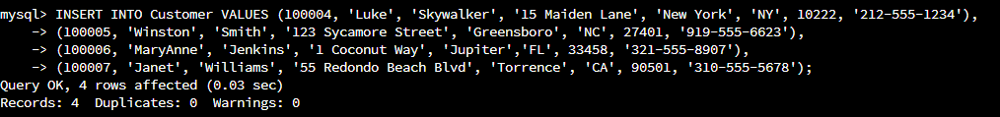 mysql> INSERT INTO Customer VALUES (100004, 'Luke', 'Skywalker', '15 Maiden Lane', 'New York', 'NY', 10222, '212-555-1234'),
-> (100005, 'Winston', 'Smith', '123 Sycamore Street', 'Greensboro', 'NC', 27401, '919-555-6623'),
-> (100006, 'MaryAnne', 'Jenkins', '1 Coconut Way', 'Jupiter','FL', 33458, '321-555-8907'),
-> (100007, 'Janet', 'Williams', '55 Redondo Beach Blvd', 'Torrence', 'CA', 90501, '310-555-5678');
Query OK, 4 rows affected (0.03 sec)
Records: 4  Duplicates: 0  Warnings: 0